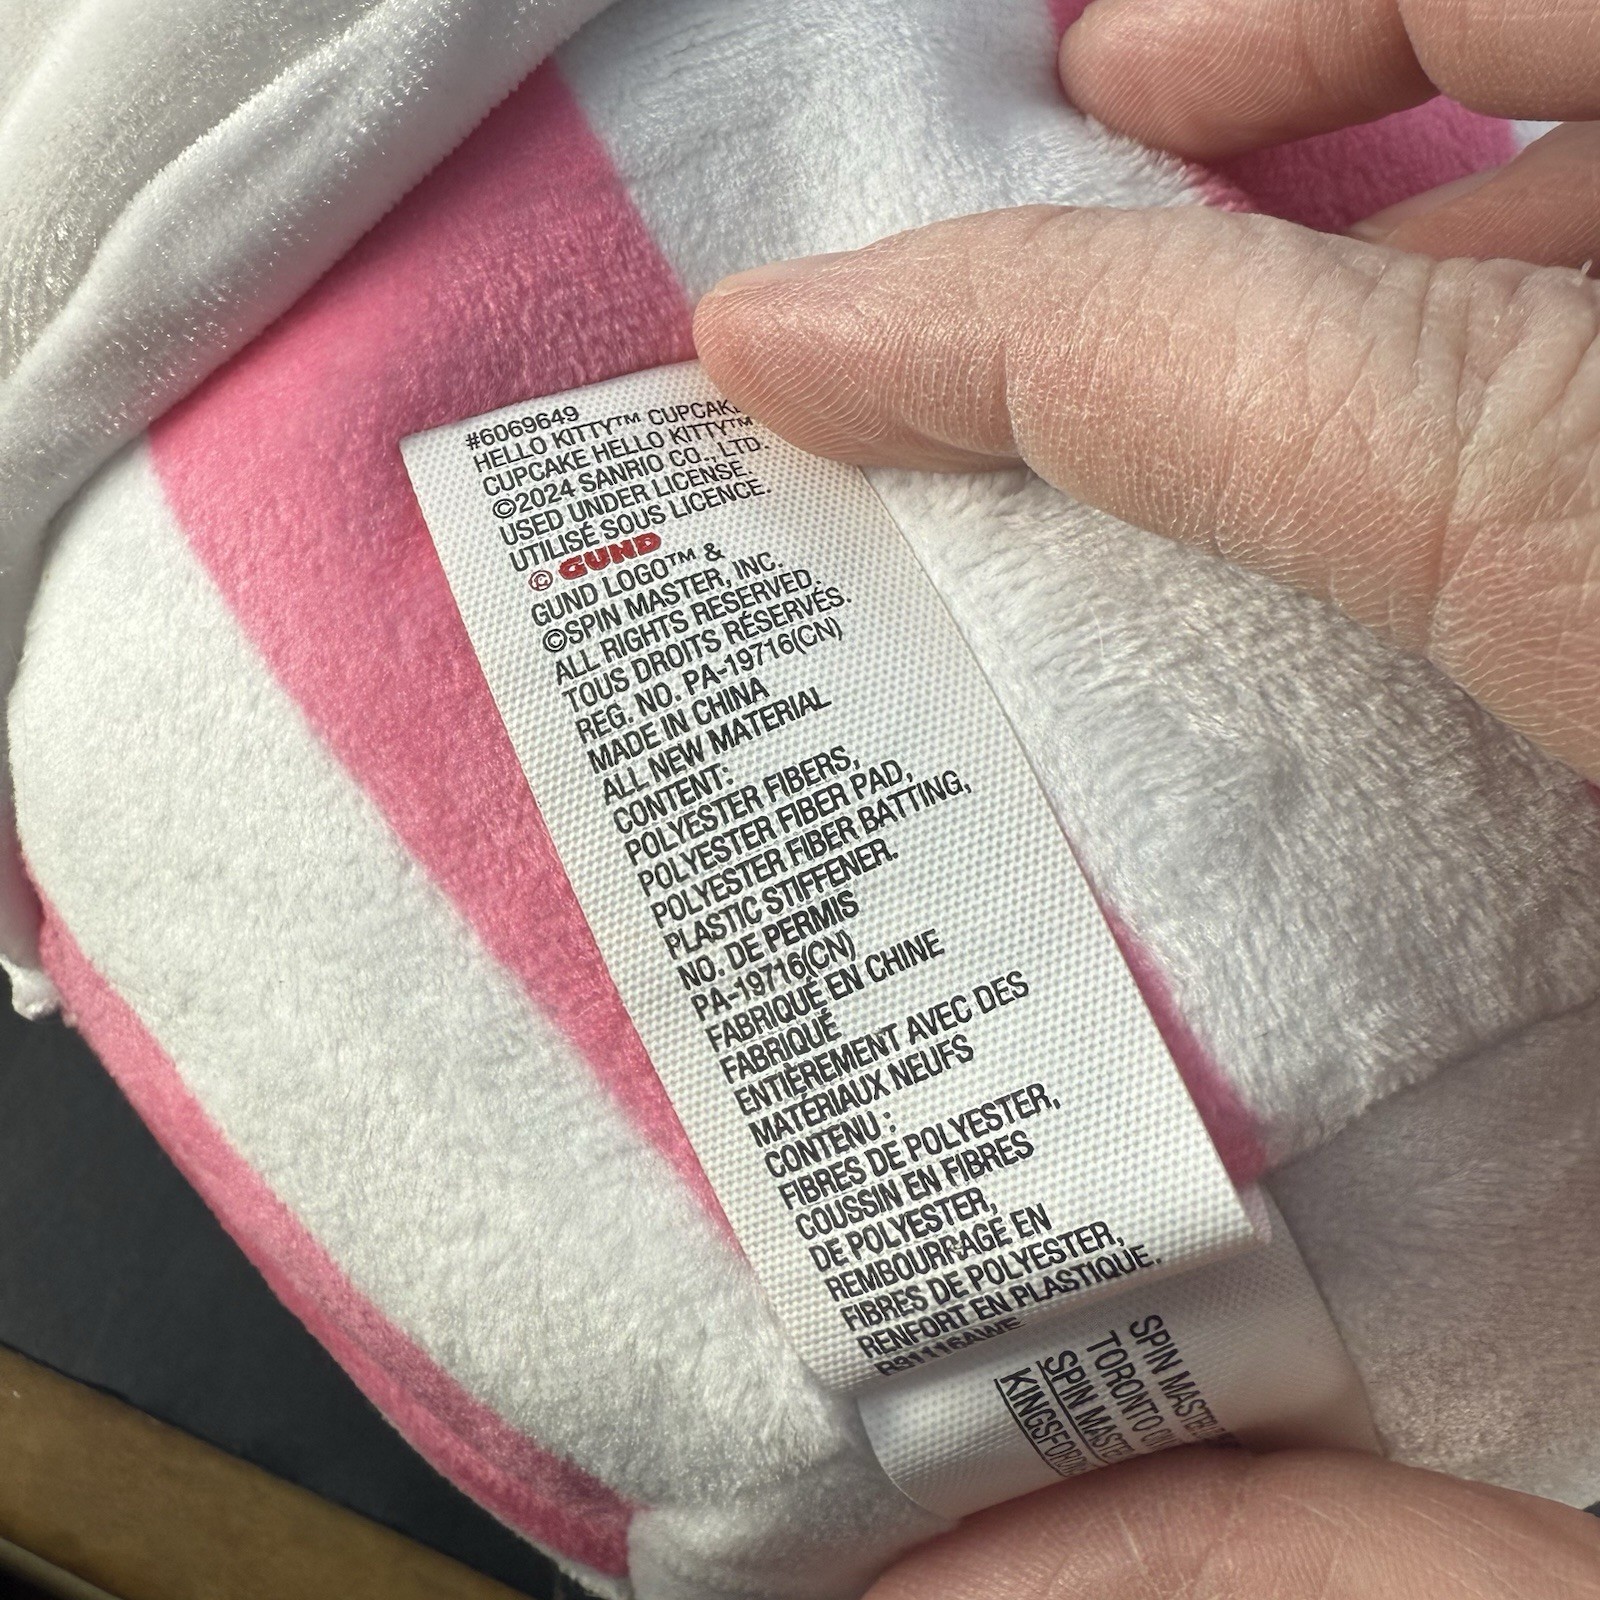 #6069649
HELLO KITTY™ CUPCAKE
CUPCAKE HELLO KITTY™
©2024 SANRIO CO., LTD.
USED UNDER LICENSE.
UTILISÉ SOUS LICENCE.
© GUND
GUND LOGO™ &
©SPIN MASTER, INC.
ALL RIGHTS RESERVED.
TOUS DROITS RÉSERVÉS.
REG. NO. PA-19716(CN)
MADE IN CHINA
ALL NEW MATERIAL
CONTENT:
POLYESTER FIBERS,
POLYESTER FIBER PAD,
POLYESTER FIBER BATTING,
PLASTIC STIFFENER.
NO. DE PERMIS
PA-19716(CN)
FABRIQUÉ EN CHINE
FABRIQUÉ
ENTIÈREMENT AVEC DES
MATÉRIAUX NEUFS
CONTENU :
FIBRES DE POLYESTER,
COUSSIN EN FIBRES
DE POLYESTER,
REMBOURRAGE EN
FIBRES DE POLYESTER,
RENFORT EN PLASTIQUE.
SPIN MASTER
TORONTO
SPIN MASTER